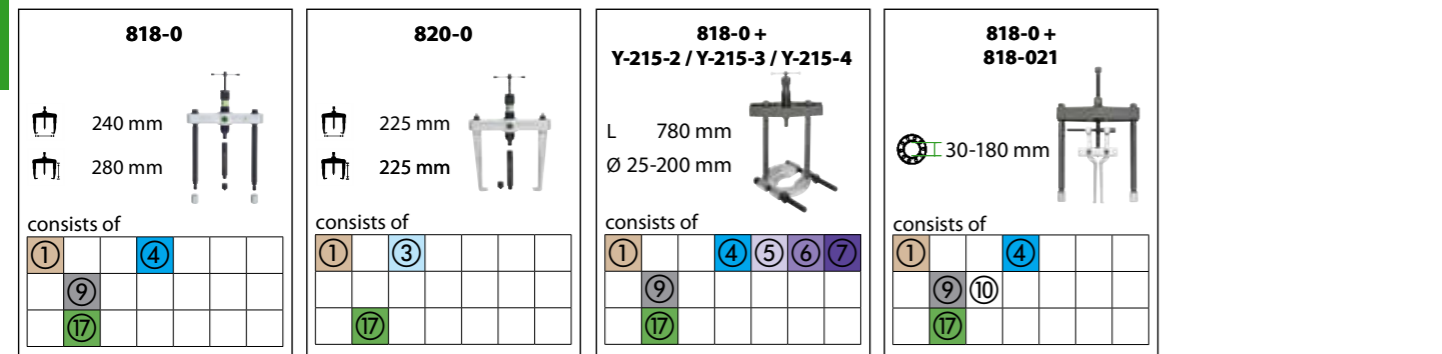 818-0
240 mm
280 mm
consists of
① ④
⑨
⑰
820-0
225 mm
225 mm
consists of
① ③
⑰
818-0 +
Y-215-2 / Y-215-3 / Y-215-4
L 780 mm
Ø 25-200 mm
consists of
① ④ ⑤ ⑥ ⑦
⑨
⑰
818-0 +
818-021
30-180 mm
consists of
① ④
⑨ ⑩
⑰